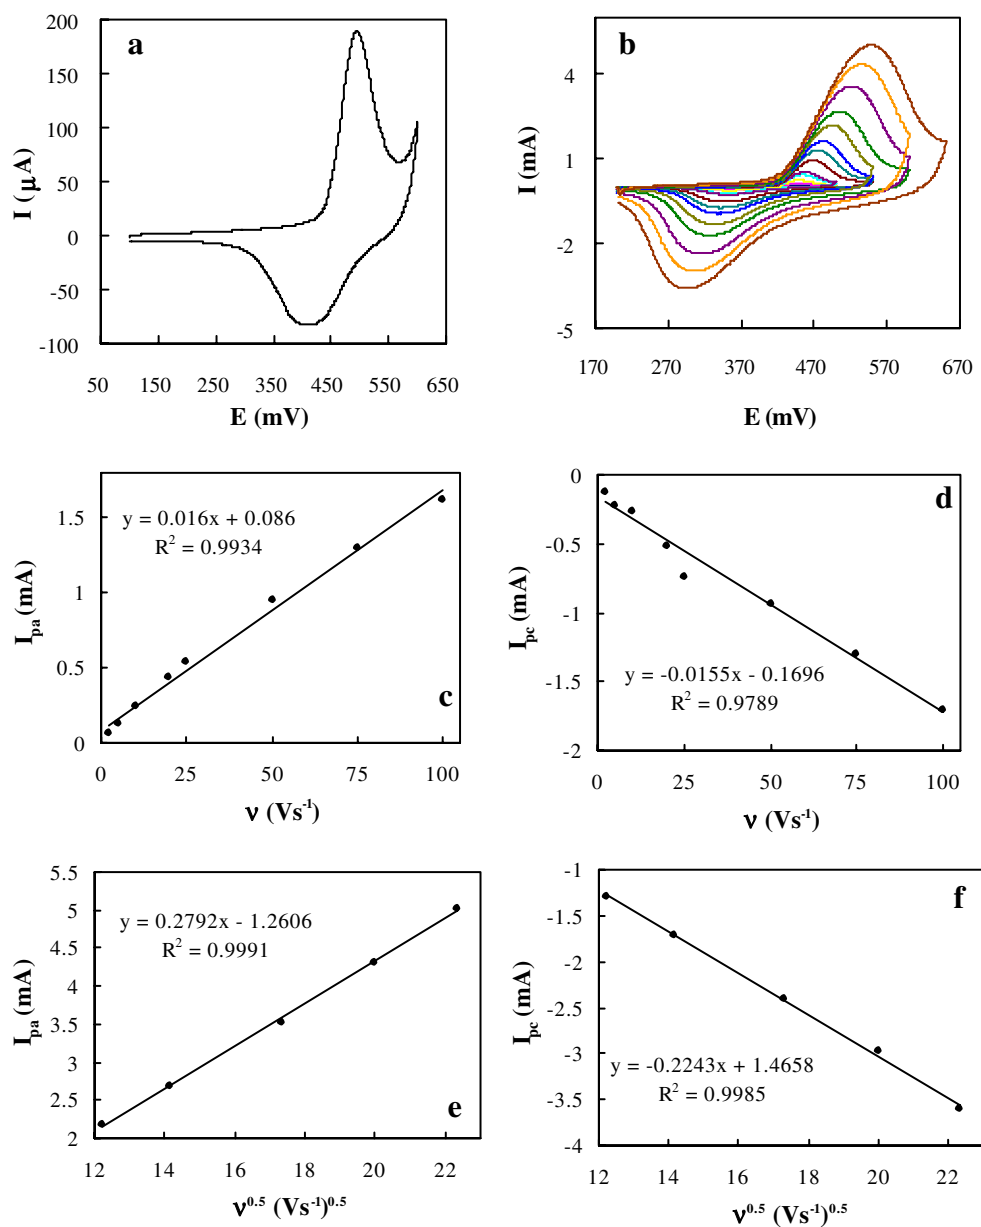 a
I (µA)
200
150
100
50
0
-50
-100
50 150 250 350 450 550 650
E (mV)
b
I (mA)
4
1
-2
-5
170 270 370 470 570 670
E (mV)
c
y = 0.016x + 0.086
R² = 0.9934
Ipa (mA)
1.5
1
0.5
0
0 25 50 75 100
ν (Vs⁻¹)
d
Ipc (mA)
0
-0.5
-1
-1.5
-2
y = -0.0155x - 0.1696
R² = 0.9789
0 25 50 75 100
ν (Vs⁻¹)
5.5
5
4.5
4
3.5
3
2.5
2
Ipa (mA)
y = 0.2792x - 1.2606
R² = 0.9991
e
12 14 16 18 20 22
ν⁰·⁵ (Vs⁻¹)⁰·⁵
f
Ipc (mA)
-1
-1.5
-2
-2.5
-3
-3.5
-4
y = -0.2243x + 1.4658
R² = 0.9985
12 14 16 18 20 22
ν⁰·⁵ (Vs⁻¹)⁰·⁵